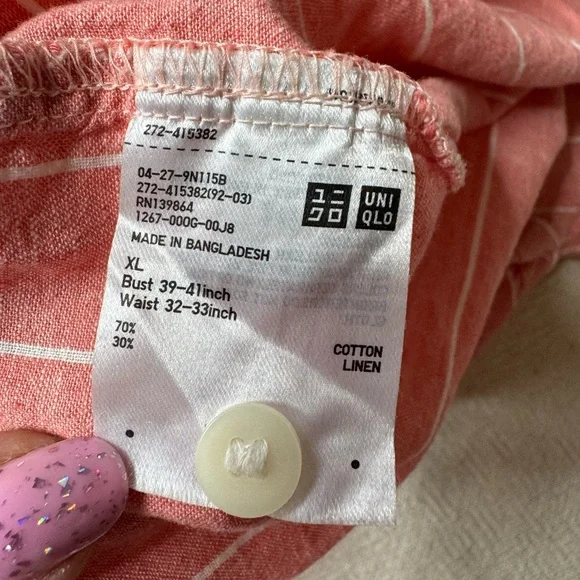 272-415382
04-27-9N115B
272-415382(92-03)
RN139864
1267-000G-00J8
MADE IN BANGLADESH
ユニ
クロ
UNI
QLO
XL
Bust 39-41inch
Waist 32-33inch
70% COTTON
30% LINEN